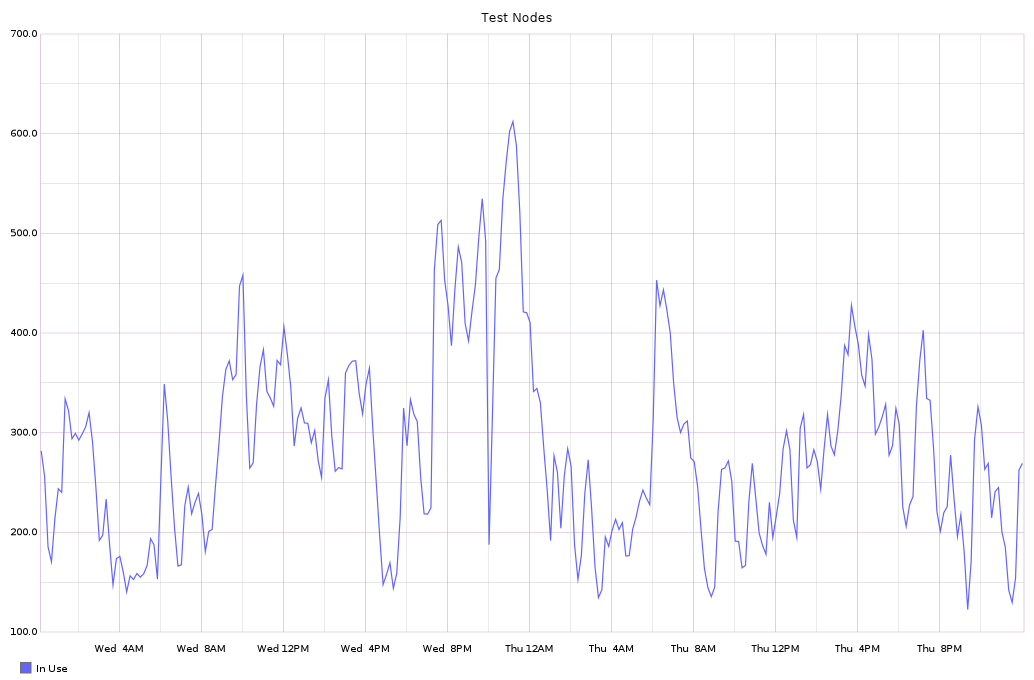 Test Nodes
700.0
600.0
500.0
400.0
300.0
200.0
100.0
Wed 4AM Wed 8AM Wed 12PM Wed 4PM Wed 8PM Thu 12AM Thu 4AM Thu 8AM Thu 12PM Thu 4PM Thu 8PM
In Use